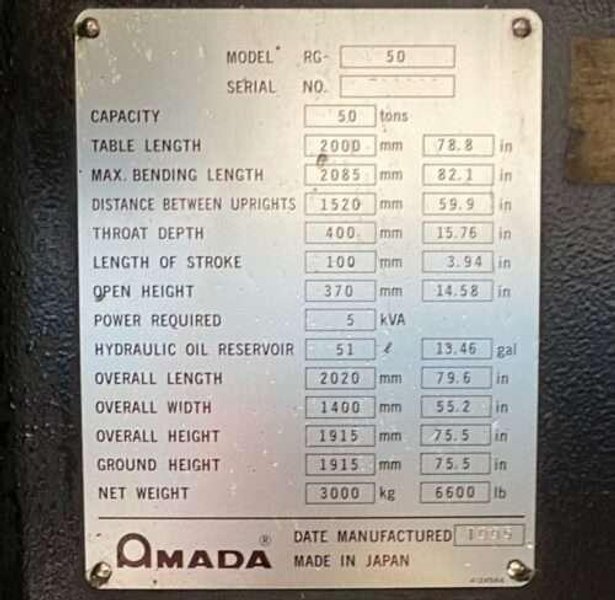 MODEL RG- 50
SERIAL NO.
CAPACITY 50 tons
TABLE LENGTH 2000 mm 78.8 in
MAX. BENDING LENGTH 2085 mm 82.1 in
DISTANCE BETWEEN UPRIGHTS 1520 mm 59.9 in
THROAT DEPTH 400 mm 15.76 in
LENGTH OF STROKE 100 mm 3.94 in
OPEN HEIGHT 370 mm 14.58 in
POWER REQUIRED 5 kVA
HYDRAULIC OIL RESERVOIR 51 ℓ 13.46 gal
OVERALL LENGTH 2020 mm 79.6 in
OVERALL WIDTH 1400 mm 55.2 in
OVERALL HEIGHT 1915 mm 75.5 in
GROUND HEIGHT 1915 mm 75.5 in
NET WEIGHT 3000 kg 6600 lb
AMADA ® DATE MANUFACTURED 1995
MADE IN JAPAN